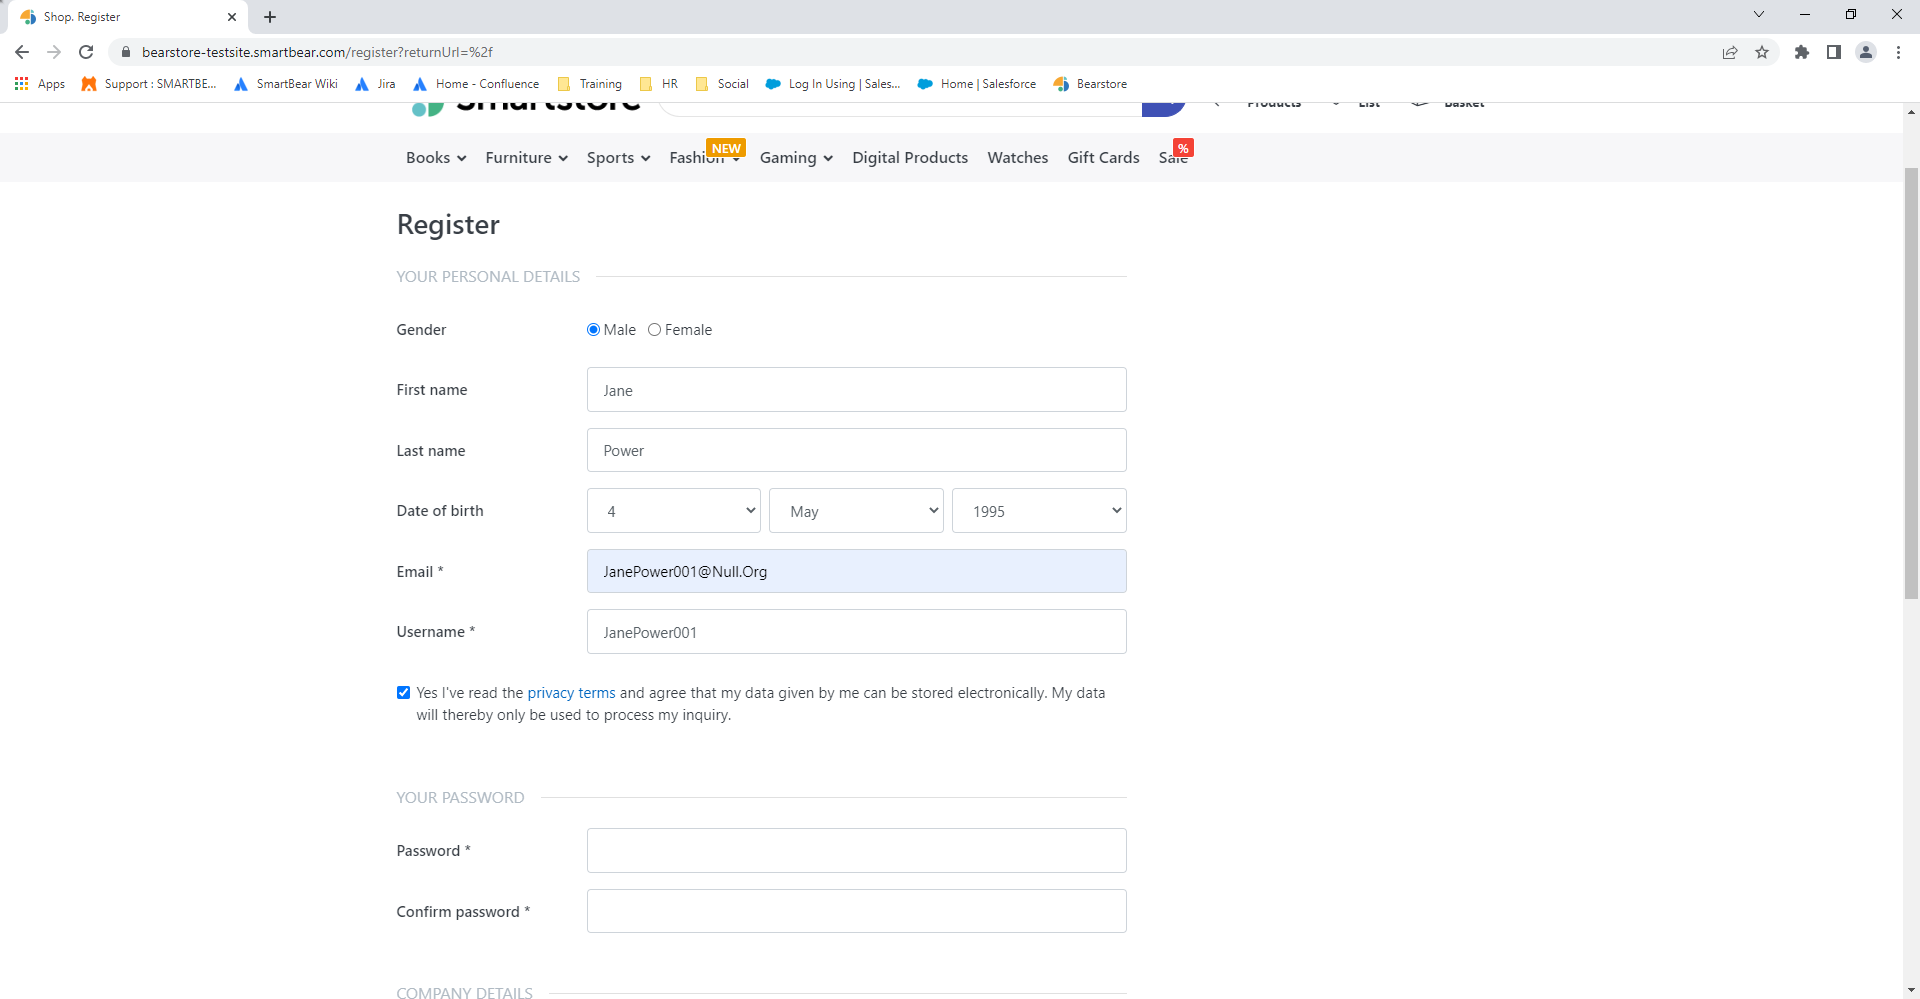 Shop. Register
bearstore-testsite.smartbear.com/register?returnUrl=%2f
Apps Support : SMARTBE... SmartBear Wiki Jira Home - Confluence Training HR Social Log In Using | Sales... Home | Salesforce Bearstore
Smartstore Products List Basket
Books Furniture Sports Fashion NEW Gaming Digital Products Watches Gift Cards Sale %
Register
YOUR PERSONAL DETAILS
Gender Male Female
First name Jane
Last name Power
Date of birth 4 May 1995
Email * JanePower001@Null.Org
Username * JanePower001
Yes I've read the privacy terms and agree that my data given by me can be stored electronically. My data
will thereby only be used to process my inquiry.
YOUR PASSWORD
Password *
Confirm password *
COMPANY DETAILS